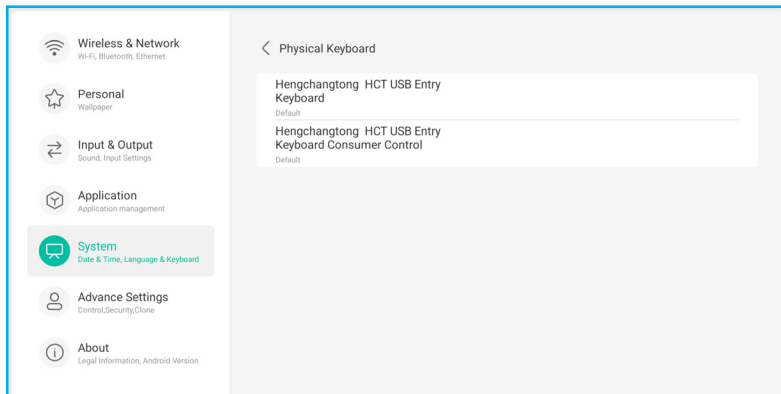 Wireless & Network
Wi-Fi, Bluetooth, Ethernet
Personal
Wallpaper
Input & Output
Sound, Input Settings
Application
Application management
System
Date & Time, Language & Keyboard
Advance Settings
Control,Security,Clone
About
Legal Information, Android Version
Physical Keyboard
Hengchangtong HCT USB Entry
Keyboard
Default
Hengchangtong HCT USB Entry
Keyboard Consumer Control
Default